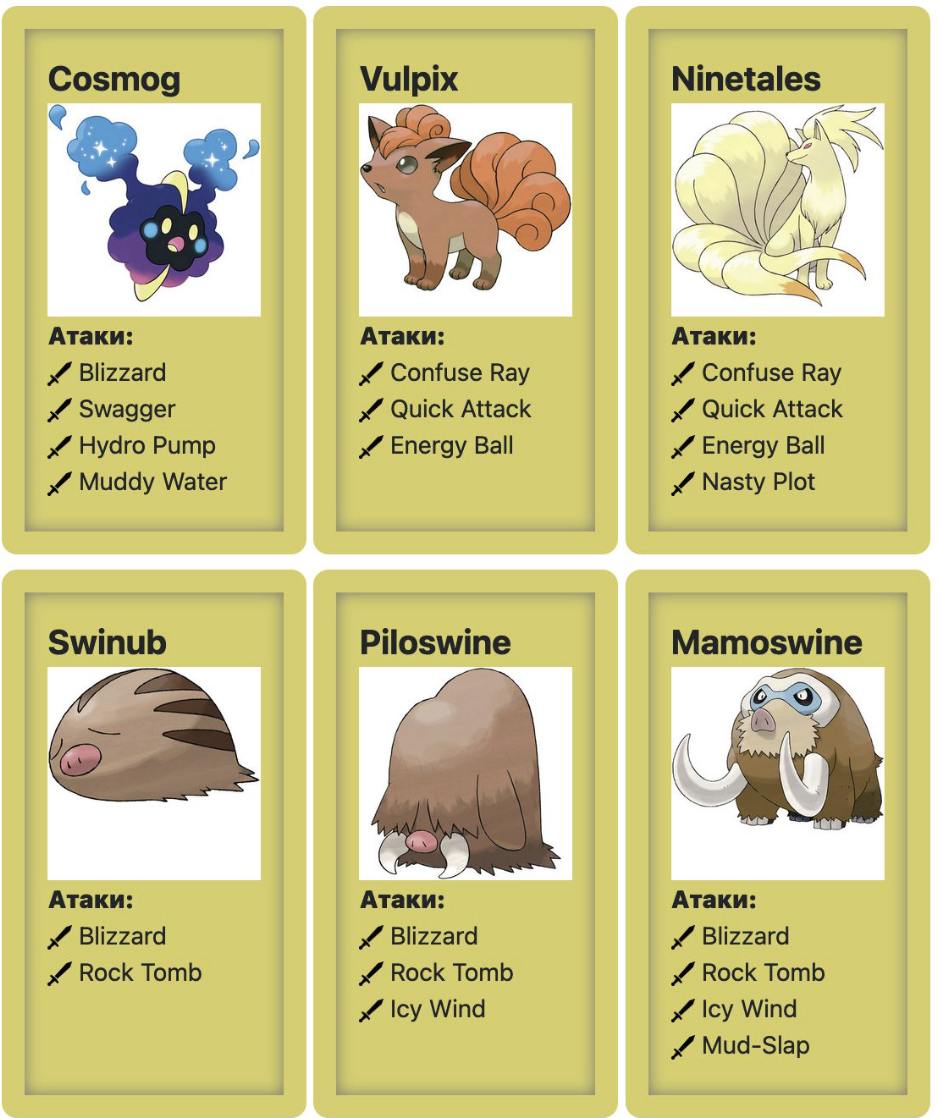 Cosmog
Атаки:
Blizzard
Swagger
Hydro Pump
Muddy Water
Vulpix
Атаки:
Confuse Ray
Quick Attack
Energy Ball
Ninetales
Атаки:
Confuse Ray
Quick Attack
Energy Ball
Nasty Plot
Swinub
Атаки:
Blizzard
Rock Tomb
Piloswine
Атаки:
Blizzard
Rock Tomb
Icy Wind
Mamoswine
Атаки:
Blizzard
Rock Tomb
Icy Wind
Mud-Slap